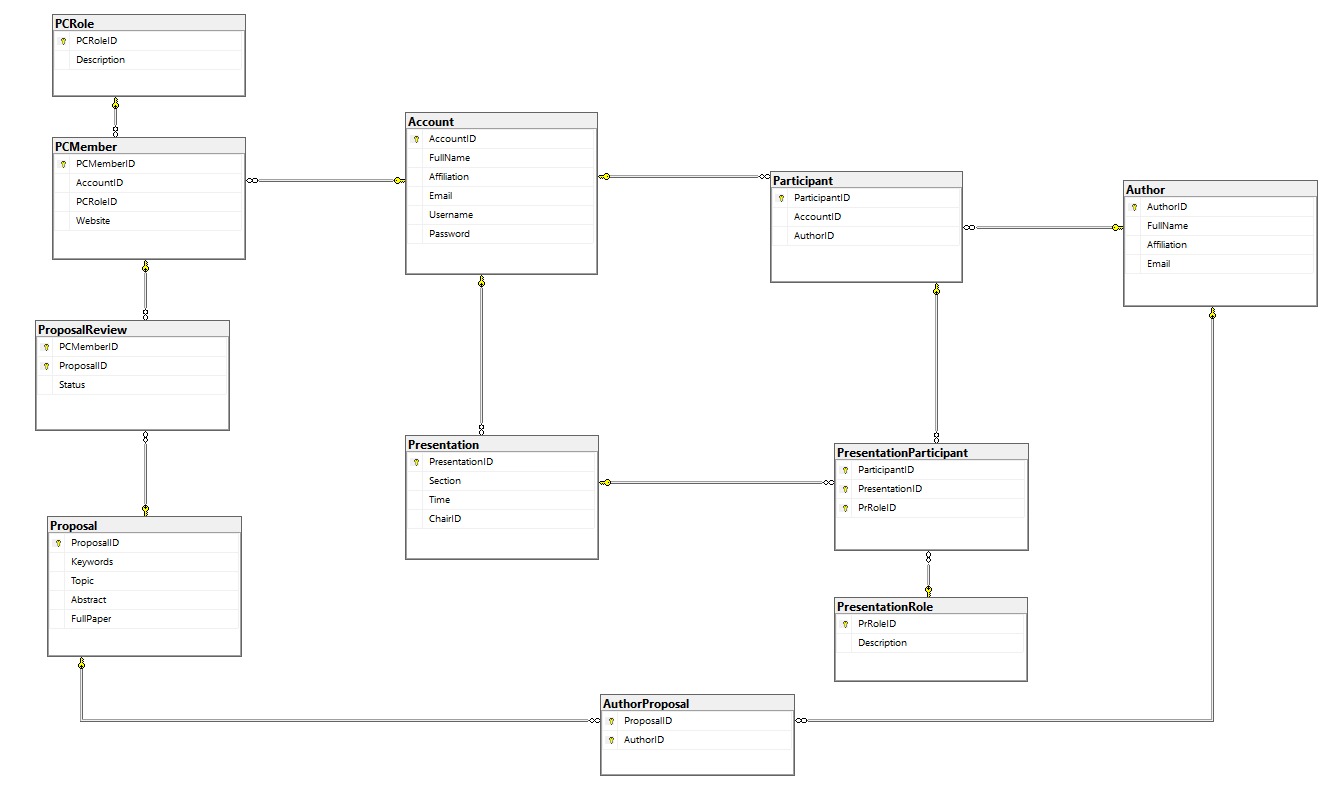 PCRole
PCRoleID
Description
PCMember
PCMemberID
AccountID
PCRoleID
Website
Account
AccountID
FullName
Affiliation
Email
Username
Password
Participant
ParticipantID
AccountID
AuthorID
Author
AuthorID
FullName
Affiliation
Email
ProposalReview
PCMemberID
ProposalID
Status
Presentation
PresentationID
Section
Time
ChairID
PresentationParticipant
ParticipantID
PresentationID
PrRoleID
Proposal
ProposalID
Keywords
Topic
Abstract
FullPaper
PresentationRole
PrRoleID
Description
AuthorProposal
ProposalID
AuthorID